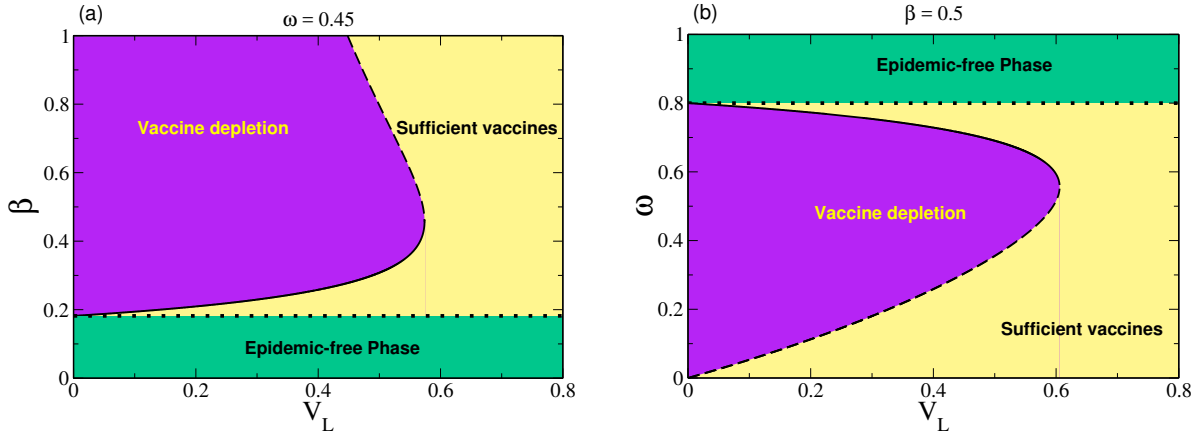 (a)
ω = 0.45
1
0.8
0.6
0.4
0.2
0
β
Vaccine depletion
Sufficient vaccines
Epidemic-free Phase
0 0.2 0.4 0.6 0.8
V_L
(b)
β = 0.5
1
0.8
0.6
0.4
0.2
0
ω
Epidemic-free Phase
Vaccine depletion
Sufficient vaccines
0 0.2 0.4 0.6 0.8
V_L